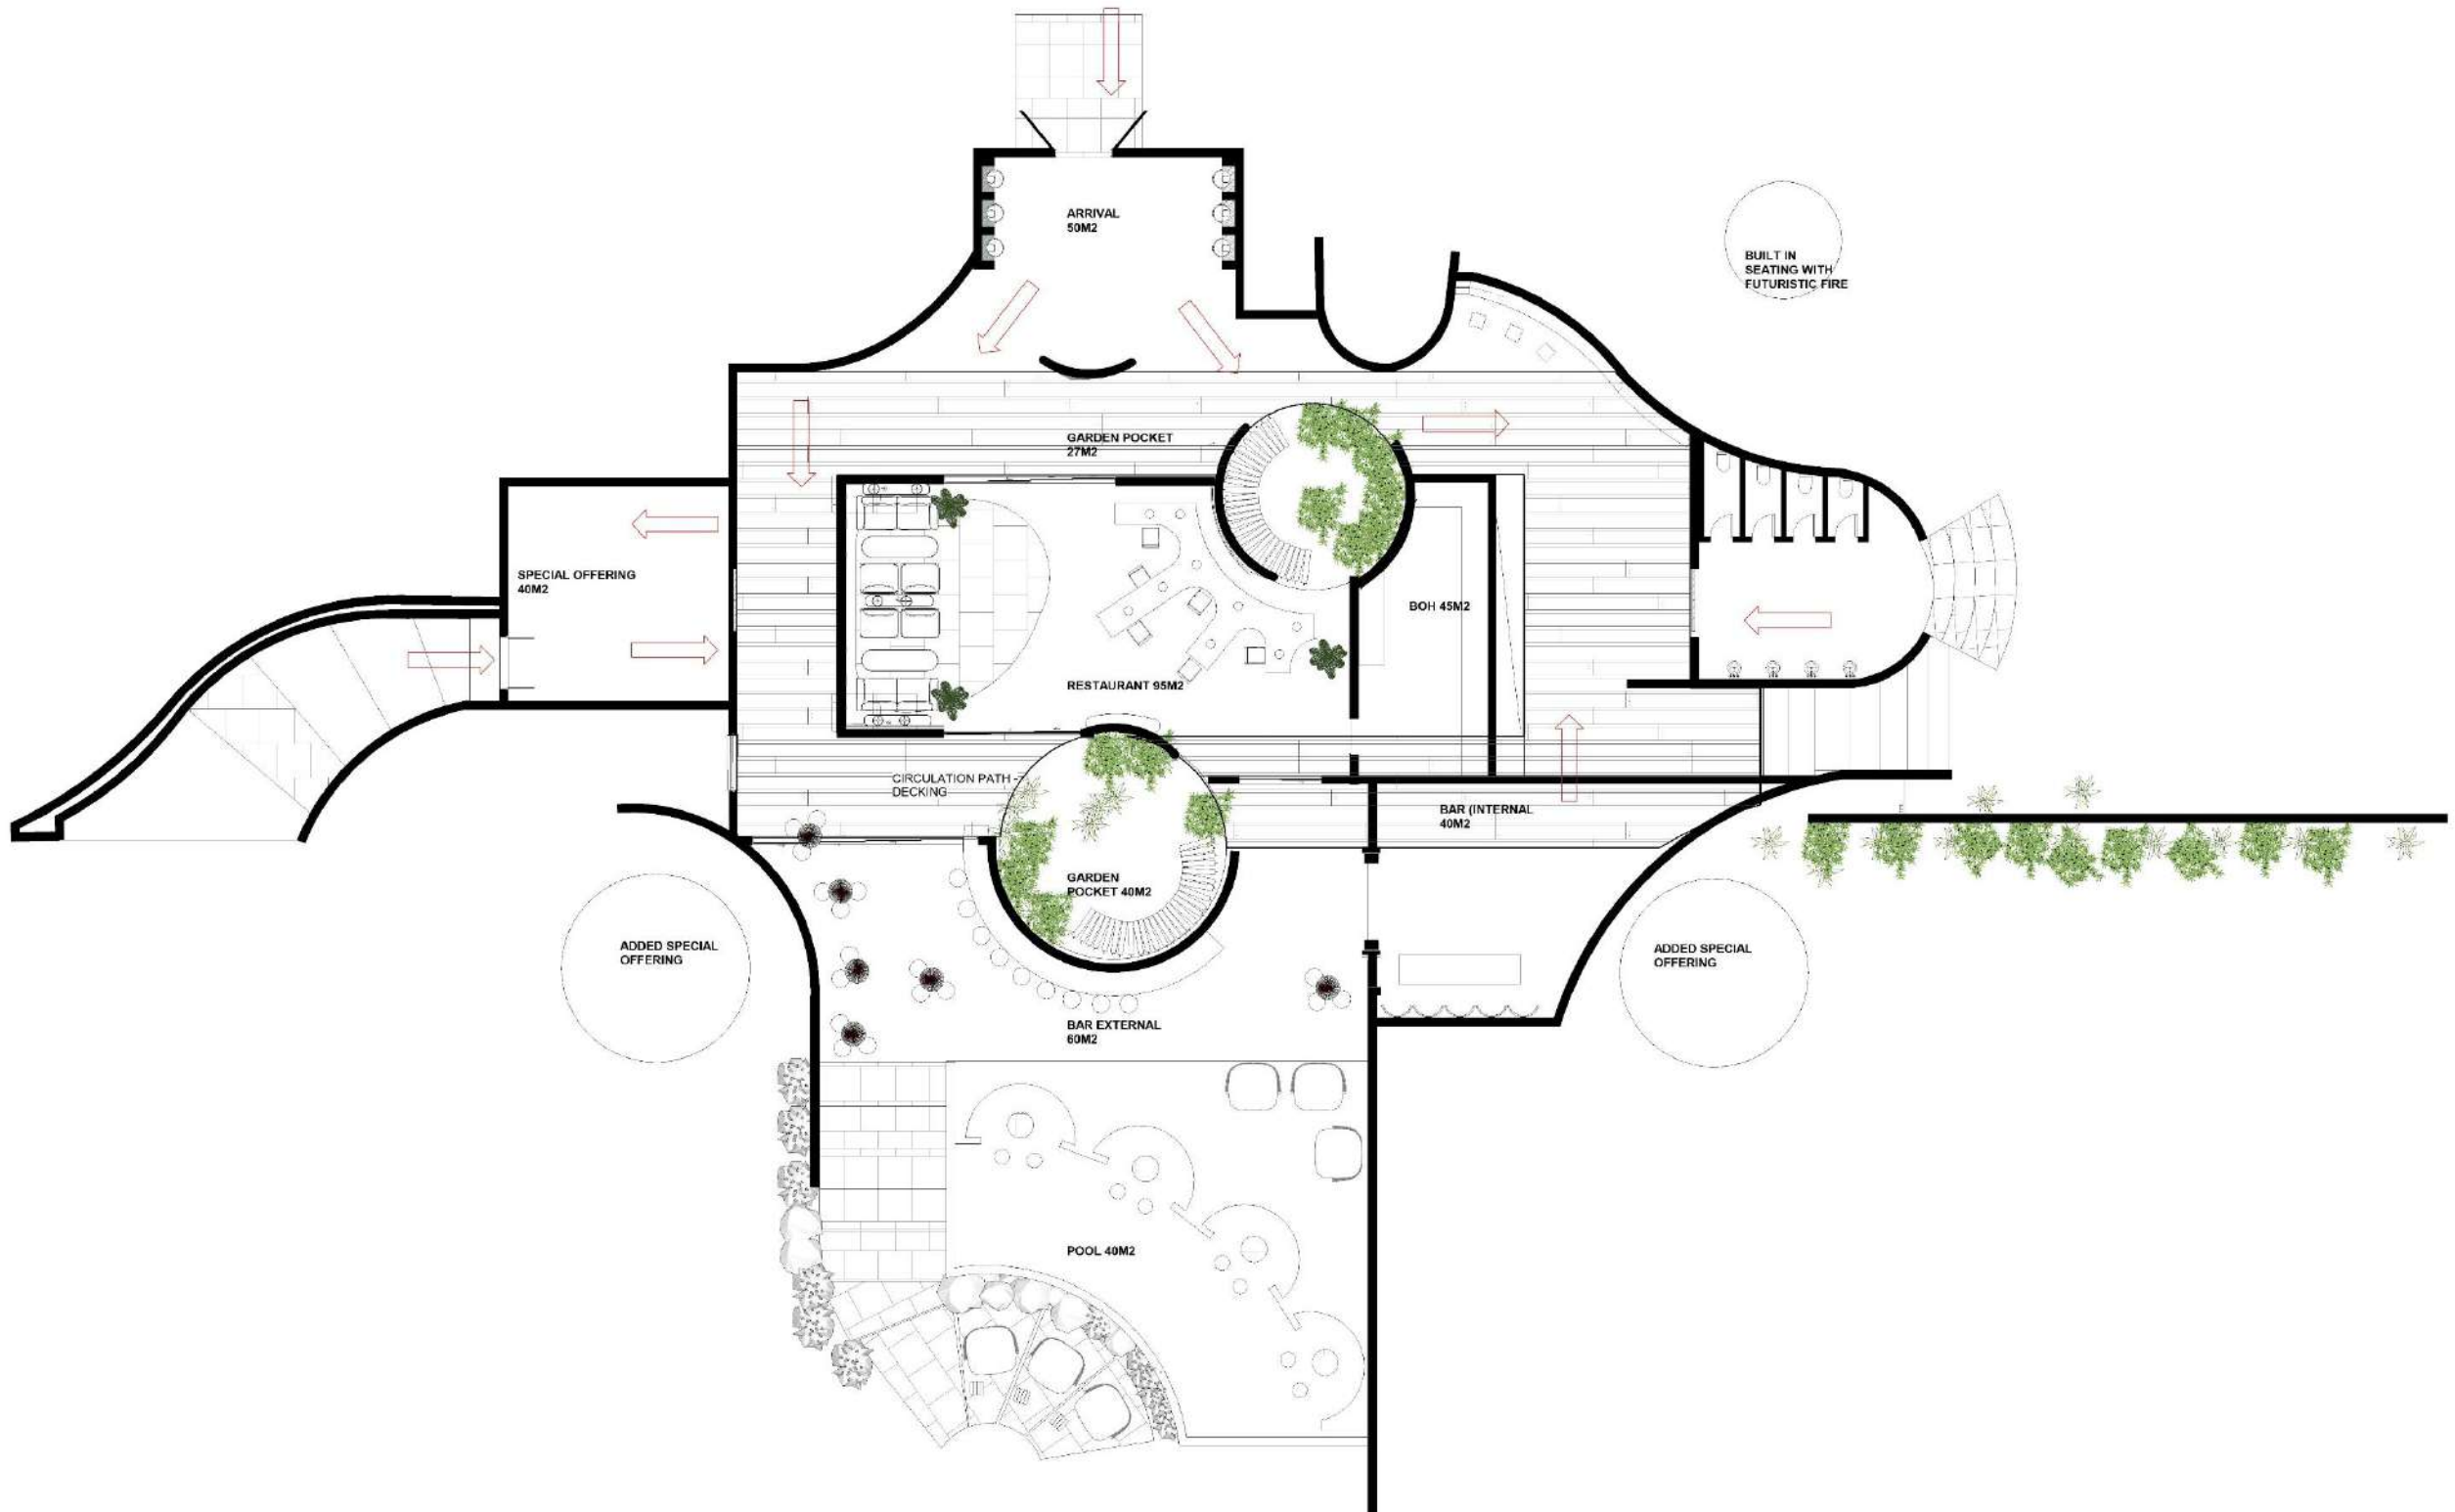 ARRIVAL
50M2
BUILT IN
SEATING WITH
FUTURISTIC FIRE
GARDEN POCKET
27M2
SPECIAL OFFERING
40M2
BOH 45M2
RESTAURANT 95M2
CIRCULATION PATH -
DECKING
BAR (INTERNAL
40M2
GARDEN
POCKET 40M2
ADDED SPECIAL
OFFERING
ADDED SPECIAL
OFFERING
BAR EXTERNAL
60M2
POOL 40M2